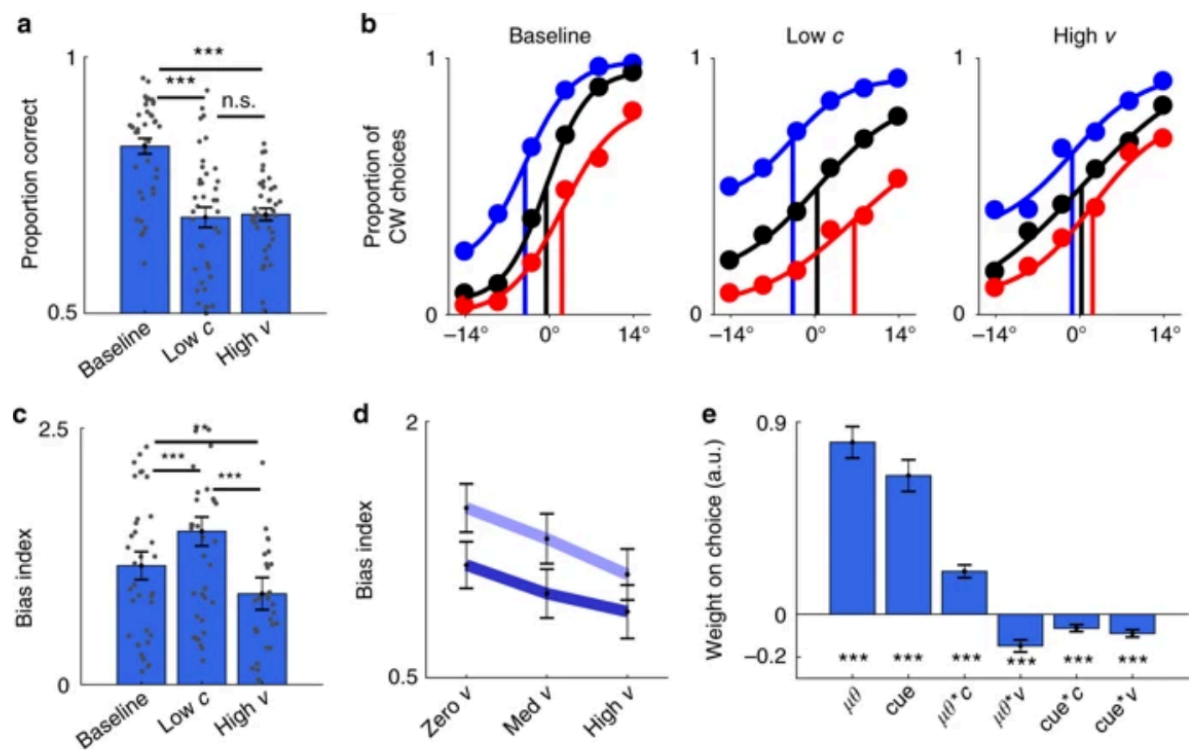 a
***
***
n.s.
1
0.5
Proportion correct
Baseline
Low c
High v
b
Baseline
Low c
High v
Proportion of
CW choices
1
0
−14°
0°
14°
1
0
−14°
0°
14°
1
0
−14°
0°
14°
c
2.5
0
Bias index
***
***
Baseline
Low c
High v
d
2
0.5
Bias index
Zero v
Med v
High v
e
0.9
0
−0.2
Weight on choice (a.u.)
*** *** *** *** *** ***
μθ
cue
μθ*c
μθ*v
cue*c
cue*v